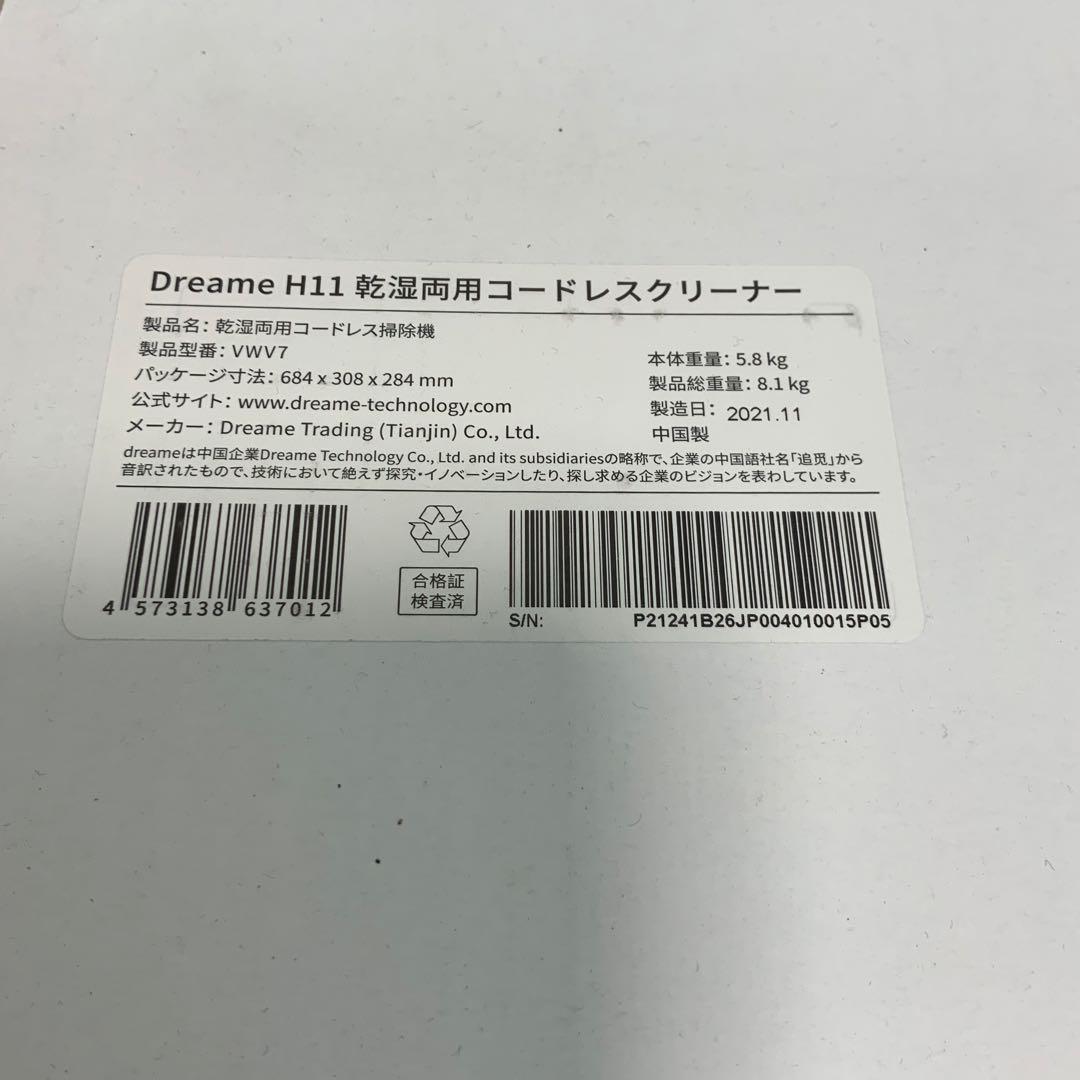 Dreame H11 乾湿両用コードレスクリーナー
製品名：乾湿両用コードレス掃除機
製品型番：VWV7
パッケージ寸法：684 x 308 x 284 mm
公式サイト：www.dreame-technology.com
メーカー：Dreame Trading (Tianjin) Co., Ltd.
本体重量：5.8 kg
製品総重量：8.1 kg
製造日：2021.11
中国製
dreameは中国企業Dreame Technology Co., Ltd. and its subsidiariesの略称で、企業の中国語社名「追觅」から
音訳されたもので、技術において絶えず探究・イノベーションしたり、探し求める企業のビジョンを表わしています。
4 573138 637012
合格証
検査済
S/N: P21241B26JP004010015P05